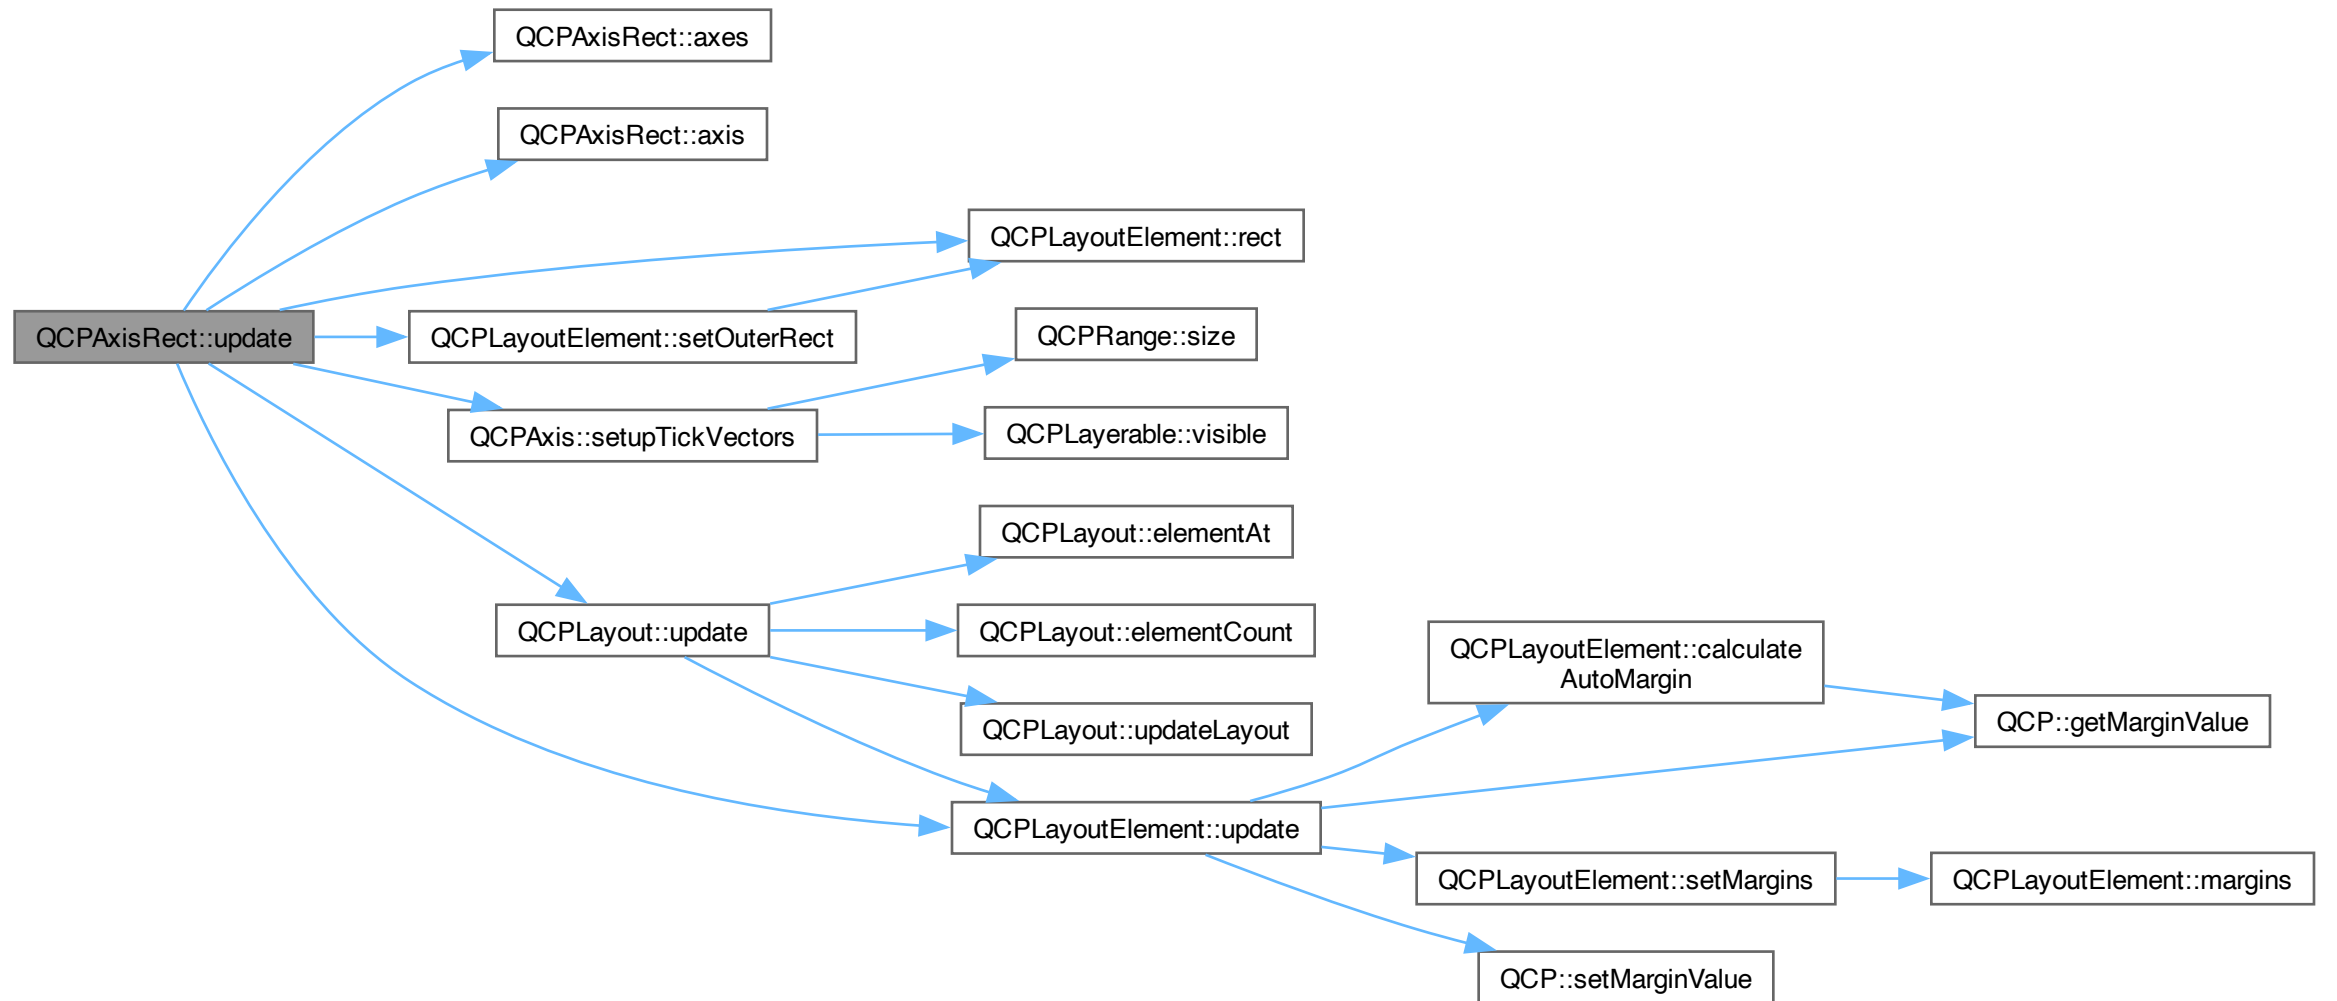 QCPAxisRect::axes
QCPAxisRect::axis
QCPLayoutElement::rect
QCPAxisRect::update
QCPLayoutElement::setOuterRect
QCPRange::size
QCPAxis::setupTickVectors
QCPLayerable::visible
QCPLayout::elementAt
QCPLayout::update
QCPLayout::elementCount
QCPLayoutElement::calculate
AutoMargin
QCP::getMarginValue
QCPLayout::updateLayout
QCPLayoutElement::update
QCPLayoutElement::setMargins
QCPLayoutElement::margins
QCP::setMarginValue